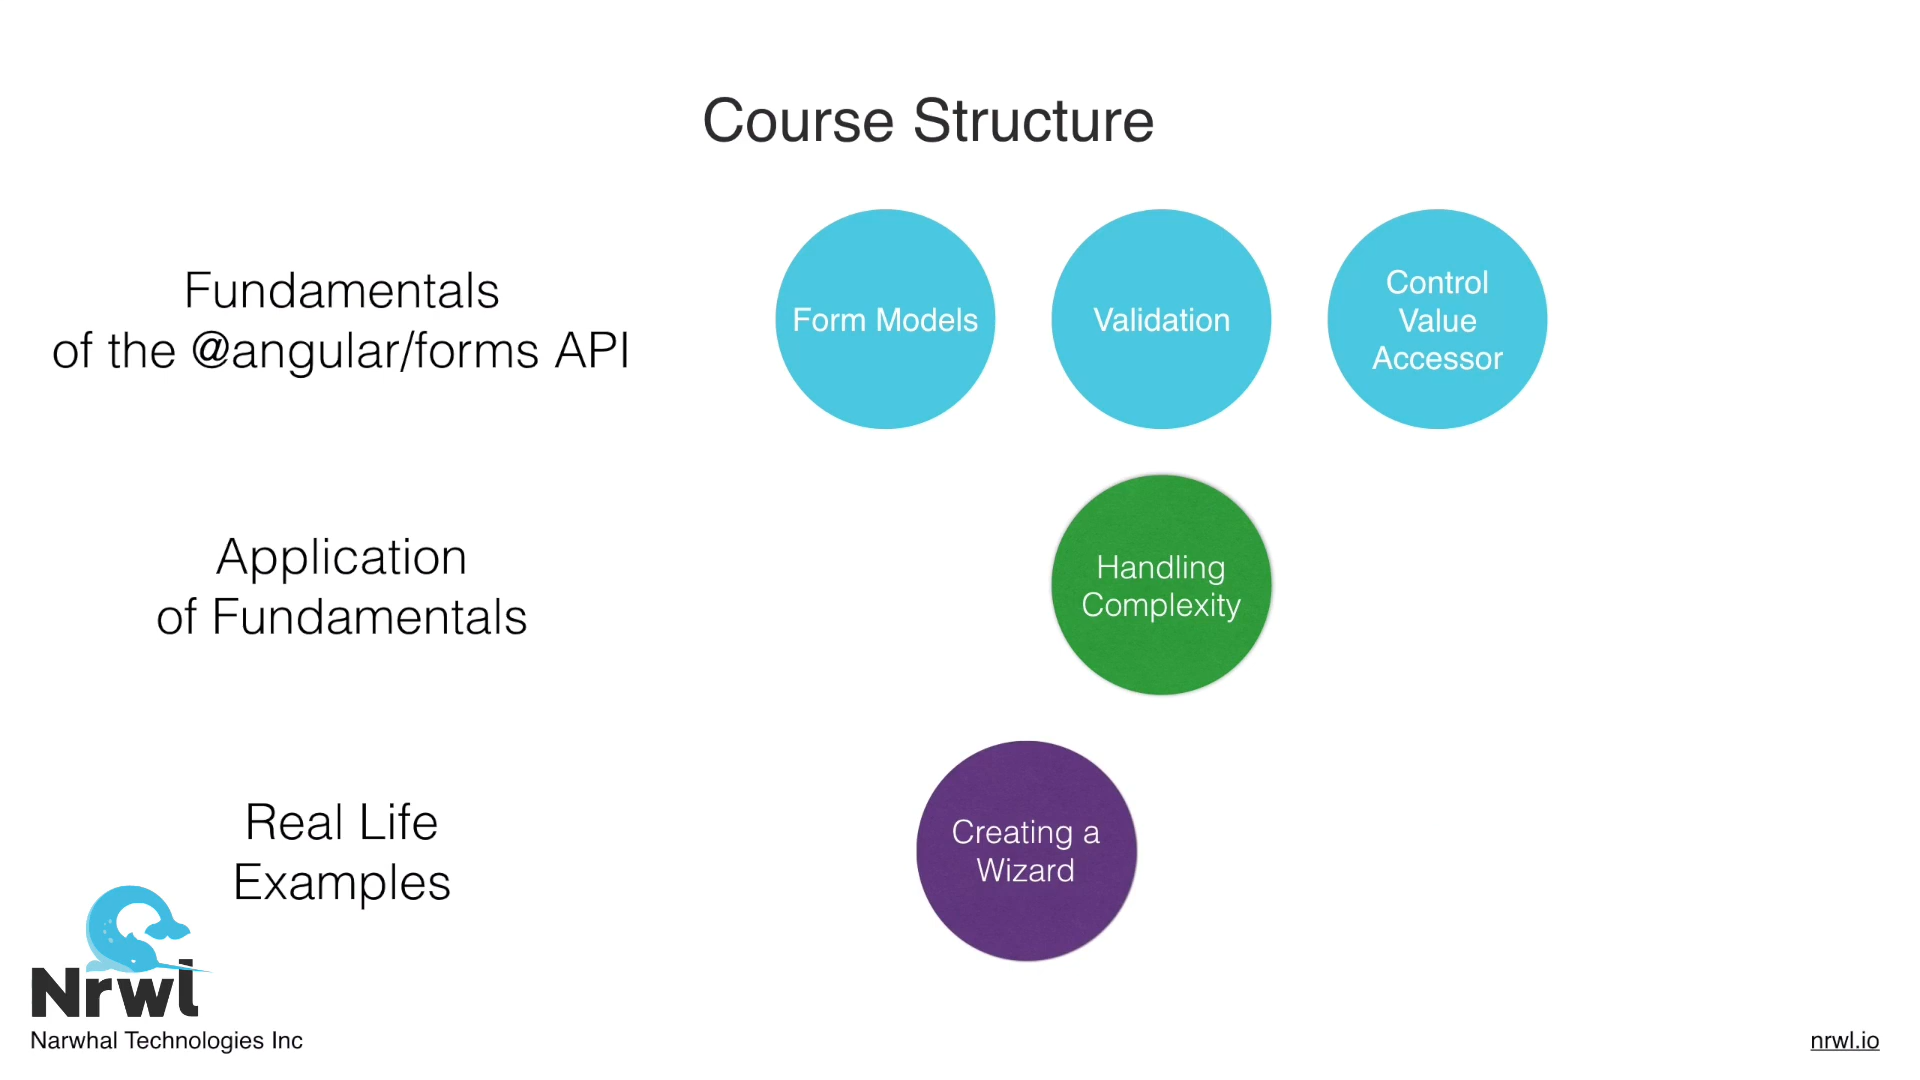 Course Structure
Fundamentals
of the @angular/forms API
Form Models
Validation
Control
Value
Accessor
Application
of Fundamentals
Handling
Complexity
Real Life
Examples
Creating a
Wizard
Nrwl
Narwhal Technologies Inc
nrwl.io